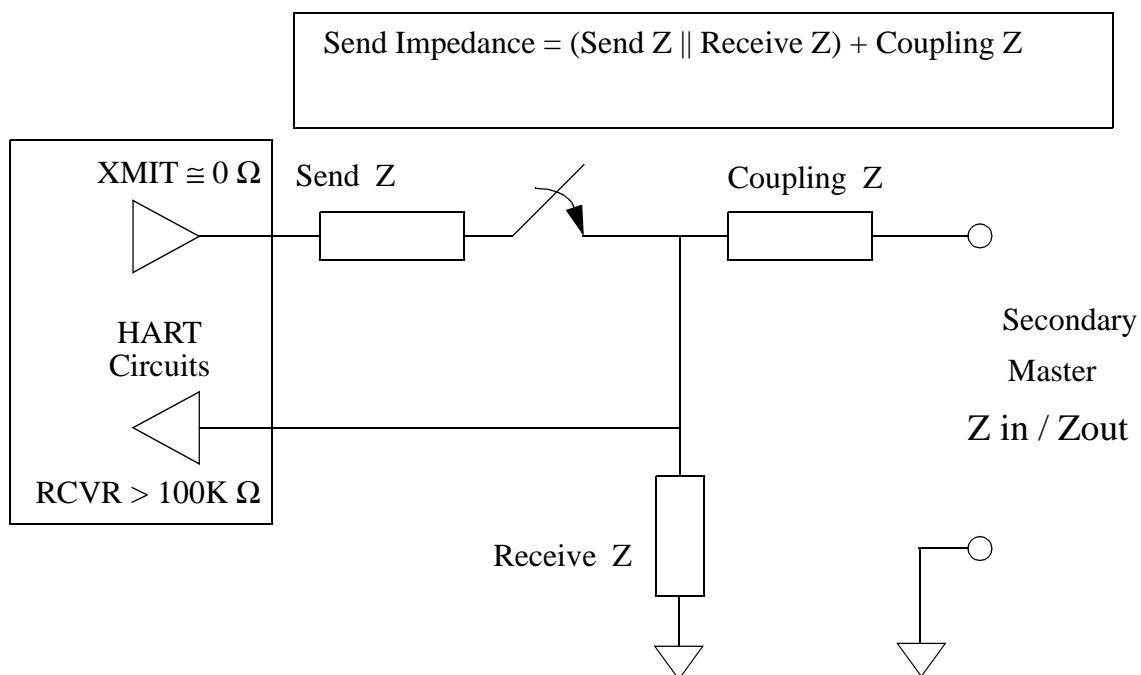 Send Impedance = (Send Z || Receive Z) + Coupling Z
XMIT ≅ 0 Ω
Send Z
Coupling Z
HART
Circuits
Secondary
Master
Z in / Zout
RCVR > 100K Ω
Receive Z